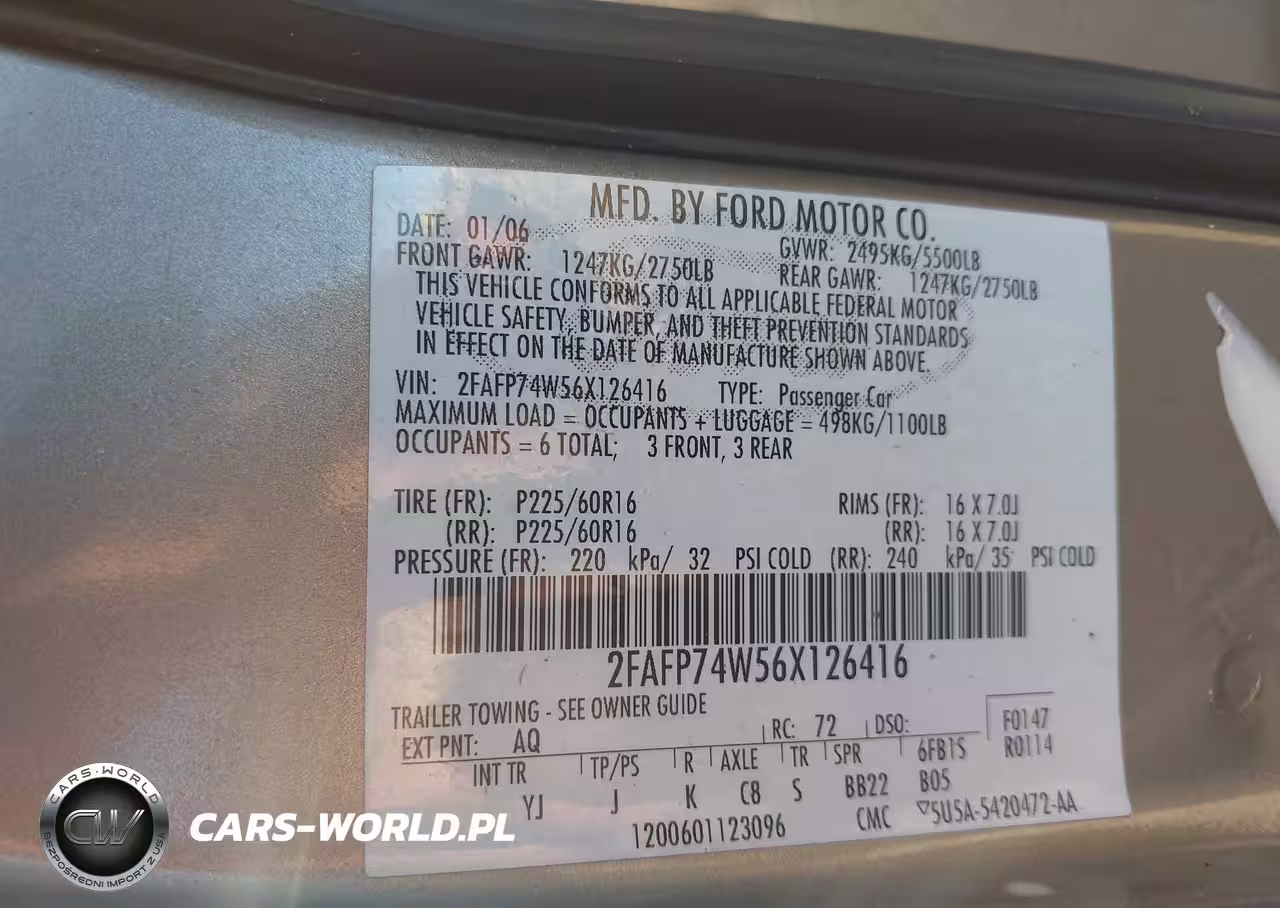 MFD. BY FORD MOTOR CO.
DATE: 01/06 GVWR: 2495KG/5500LB
FRONT GAWR: 1247KG/2750LB REAR GAWR: 1247KG/2750LB
THIS VEHICLE CONFORMS TO ALL APPLICABLE FEDERAL MOTOR
VEHICLE SAFETY, BUMPER, AND THEFT PREVENTION STANDARDS
IN EFFECT ON THE DATE OF MANUFACTURE SHOWN ABOVE.
VIN: 2FAFP74W56X126416 TYPE: Passenger Car
MAXIMUM LOAD = OCCUPANTS + LUGGAGE = 498KG/1100LB
OCCUPANTS = 6 TOTAL; 3 FRONT, 3 REAR
TIRE (FR): P225/60R16 RIMS (FR): 16 X 7.0J
(RR): P225/60R16 (RR): 16 X 7.0J
PRESSURE (FR): 220 kPa/ 32 PSI COLD (RR): 240 kPa/ 35 PSI COLD
2FAFP74W56X126416
TRAILER TOWING - SEE OWNER GUIDE
EXT PNT: AQ RC: 72 DSO: F0147
INT TR TP/PS R AXLE TR SPR 6FB1S R0114
YJ J K C8 S BB22 B05
1200601123096 CMC ▽5U5A-5420472-AA
CARS-WORLD
CW
BEZPOŚREDNI IMPORT Z USA
CARS-WORLD.PL